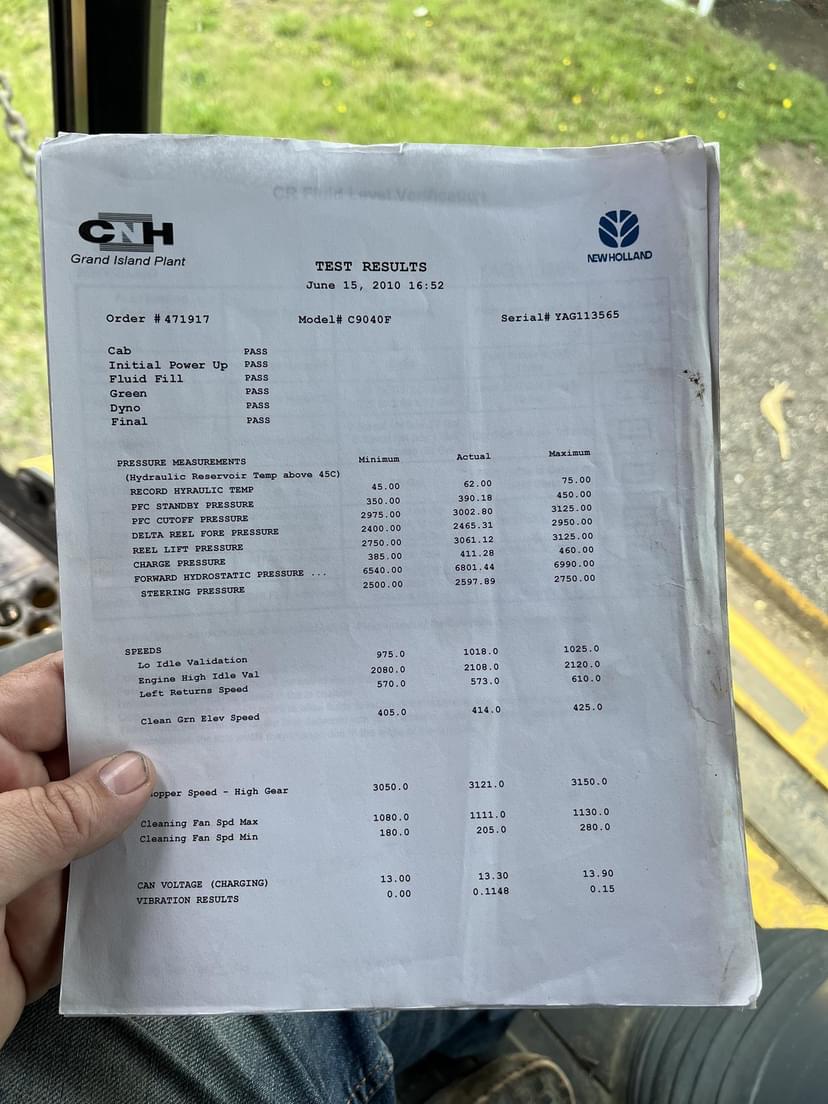 CR Fluid Level Verification
CNH
Grand Island Plant
NEW HOLLAND
TEST RESULTS
June 15, 2010 16:52
Order # 471917 Model# C9040F Serial# YAG113565
Cab PASS
Initial Power Up PASS
Fluid Fill PASS
Green PASS
Dyno PASS
Final PASS
PRESSURE MEASUREMENTS Minimum Actual Maximum
(Hydraulic Reservoir Temp above 45C)
RECORD HYRAULIC TEMP 45.00 62.00 75.00
PFC STANDBY PRESSURE 350.00 390.18 450.00
PFC CUTOFF PRESSURE 2975.00 3002.80 3125.00
DELTA REEL FORE PRESSURE 2400.00 2465.31 2950.00
REEL LIFT PRESSURE 2750.00 3061.12 3125.00
CHARGE PRESSURE 385.00 411.28 460.00
FORWARD HYDROSTATIC PRESSURE ... 6540.00 6801.44 6990.00
STEERING PRESSURE 2500.00 2597.89 2750.00
SPEEDS
Lo Idle Validation 975.0 1018.0 1025.0
Engine High Idle Val 2080.0 2108.0 2120.0
Left Returns Speed 570.0 573.0 610.0
Clean Grn Elev Speed 405.0 414.0 425.0
opper Speed - High Gear 3050.0 3121.0 3150.0
Cleaning Fan Spd Max 1080.0 1111.0 1130.0
Cleaning Fan Spd Min 180.0 205.0 280.0
CAN VOLTAGE (CHARGING) 13.00 13.30 13.90
VIBRATION RESULTS 0.00 0.1148 0.15